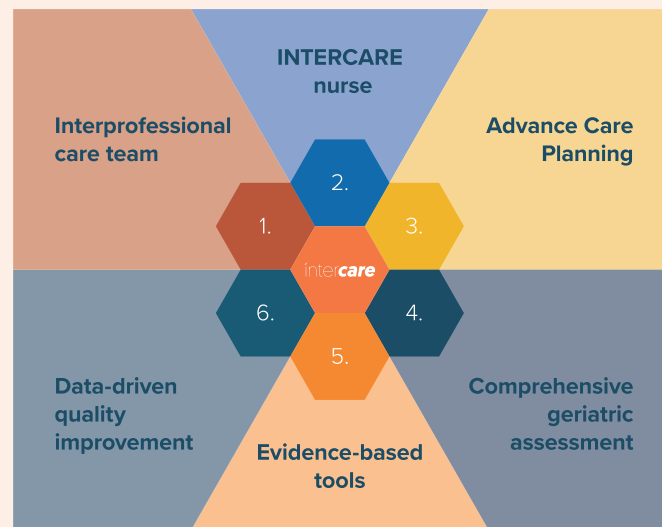 INTERCARE
nurse
Interprofessional
care team
Advance Care
Planning
2.
1.
3.
intercare
6.
4.
5.
Data-driven
quality
improvement
Comprehensive
geriatric
assessment
Evidence-based
tools